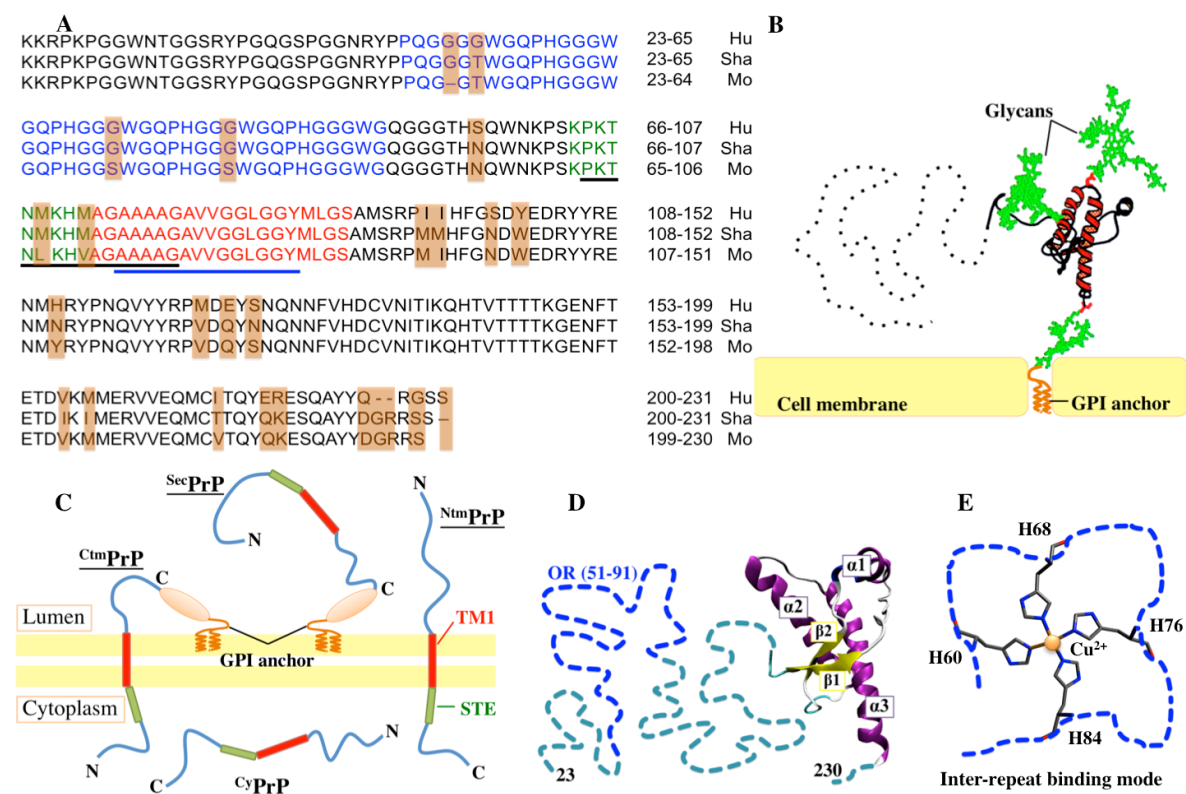 A
KKRPKPGGWNTGGSRYPGQGSPGGNRYPPQGGGGWGQPHGGGW 23-65 Hu
KKRPKPGGWNTGGSRYPGQGSPGGNRYPPQGGGTWGQPHGGGW 23-65 Sha
KKRPKPGGWNTGGSRYPGQGSPGGNRYPPQG–GTWGQPHGGGW 23-64 Mo
GQPHGGGWGQPHGGGWGQPHGGGWGQGGGTHSQWNKPSKPKT 66-107 Hu
GQPHGGGWGQPHGGGWGQPHGGGWGQGGGTHNQWNKPSKPKT 66-107 Sha
GQPHGGSWGQPHGGSWGQPHGGGWGQGGGTHNQWNKPSKPKT 65-106 Mo
NMKHMAGAAAAGAVVGGLGGYMLGSAMSRPIIHFGSDYEDRYYRE 108-152 Hu
NMKHMAGAAAAGAVVGGLGGYMLGSAMSRPMMHFGNDWEDRYYRE 108-152 Sha
NLKHVAGAAAAGAVVGGLGGYMLGSAMSRPMIHFGNDWEDRYYRE 107-151 Mo
NMHRYPNQVYYRPMDEYSNQNNFVHDCVNITIKQHTVTTTTKGENFT 153-199 Hu
NMNRYPNQVYYRPVDQYNNQNNFVHDCVNITIKQHTVTTTTKGENFT 153-199 Sha
NMYRYPNQVYYRPVDQYSNQNNFVHDCVNITIKQHTVTTTTKGENFT 152-198 Mo
ETDVKMMERVVEQMCITQYERESQAYYQ--RGSS 200-231 Hu
ETDIKIMERVVEQMCTTQYQKESQAYYDGRRSS– 200-231 Sha
ETDVKMMERVVEQMCVTQYQKESQAYYDGRRS 199-230 Mo
B
Glycans
Cell membrane
GPI anchor
C
SecPrP
N
C
CtmPrP
C
N
NtmPrP
N
C
Lumen
GPI anchor
TM1
Cytoplasm
STE
N
C
CyPrP
D
OR (51-91)
α1
α2
β2
β1
α3
23
230
E
H68
H76
Cu2+
H60
H84
Inter-repeat binding mode